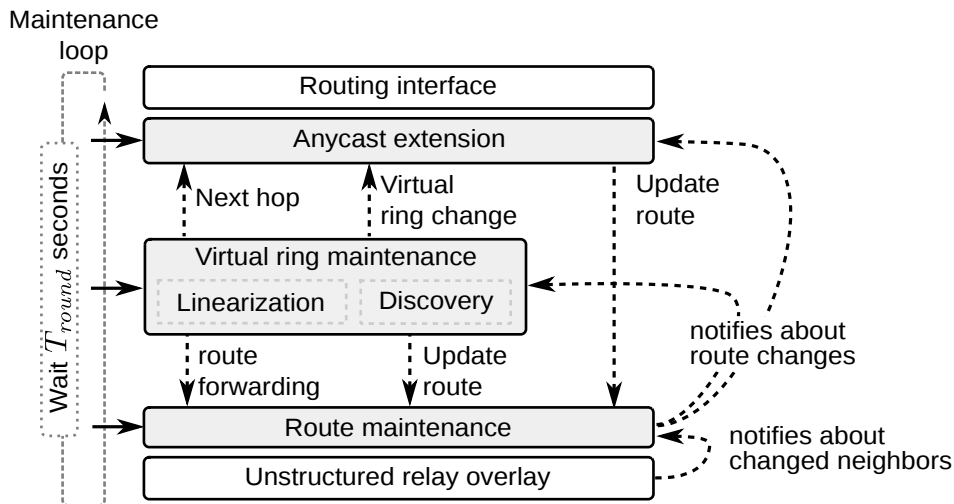 Maintenance
loop
Routing interface
Anycast extension
Next hop
Virtual
ring change
Update
route
Wait T_round seconds
Virtual ring maintenance
Linearization
Discovery
route
forwarding
Update
route
notifies about
route changes
Route maintenance
notifies about
changed neighbors
Unstructured relay overlay